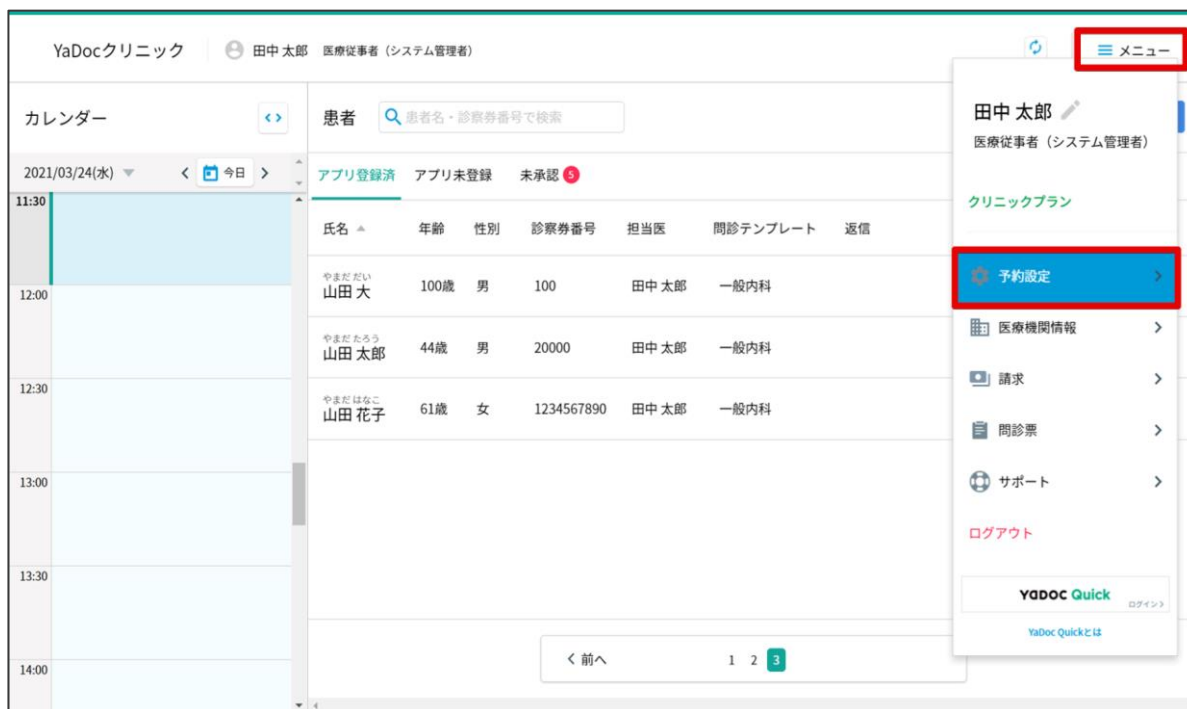 YaDocクリニック 田中 太郎 医療従事者（システム管理者） メニュー
カレンダー
2021/03/24(水) 今日
11:30
12:00
12:30
13:00
13:30
14:00
患者 患者名・診察券番号で検索
アプリ登録済 アプリ未登録 未承認 5
氏名 年齢 性別 診察券番号 担当医 問診テンプレート 返信
やまだ だい
山田 大 100歳 男 100 田中 太郎 一般内科
やまだ たろう
山田 太郎 44歳 男 20000 田中 太郎 一般内科
やまだ はなこ
山田 花子 61歳 女 1234567890 田中 太郎 一般内科
前へ 1 2 3
田中 太郎
医療従事者（システム管理者）
クリニックプラン
予約設定
医療機関情報
請求
問診票
サポート
ログアウト
YaDOC Quick
ログイン
YaDoc Quickとは